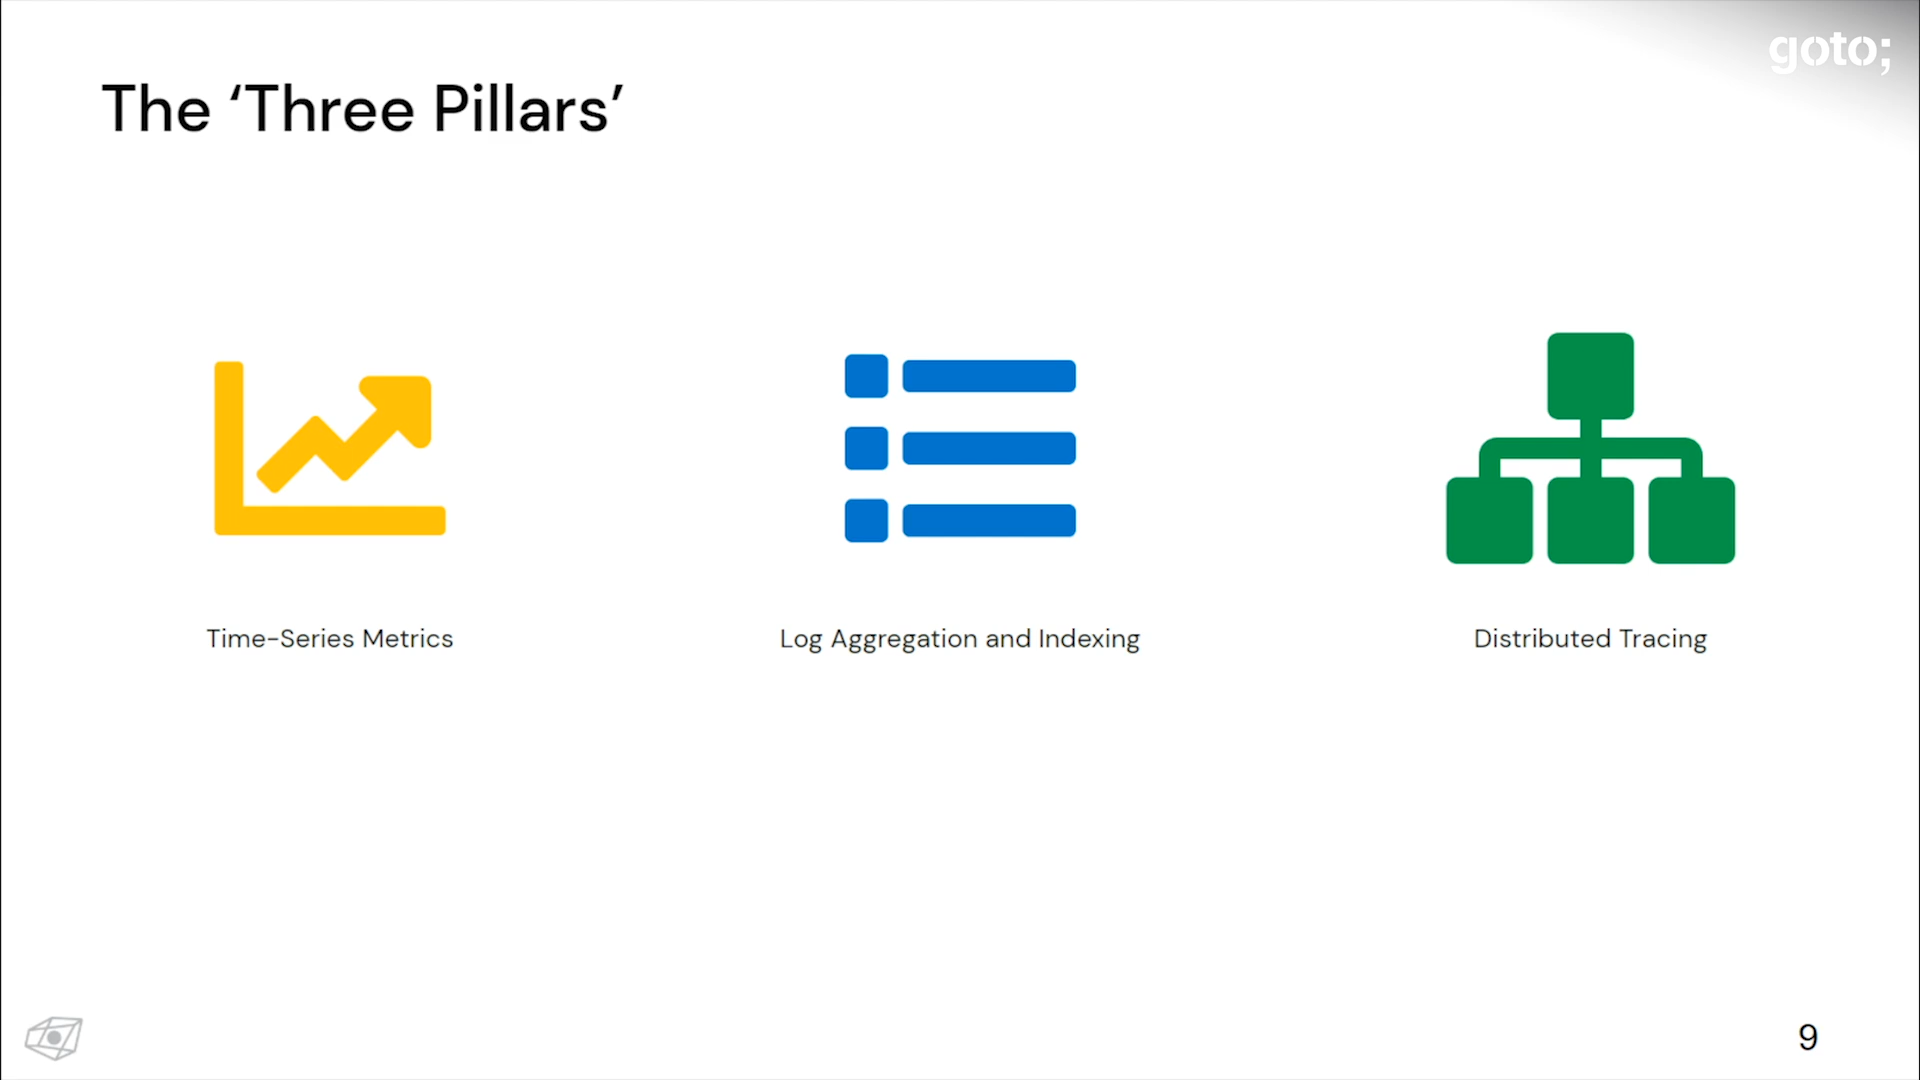 goto;
The ‘Three Pillars’
Time-Series Metrics
Log Aggregation and Indexing
Distributed Tracing
9